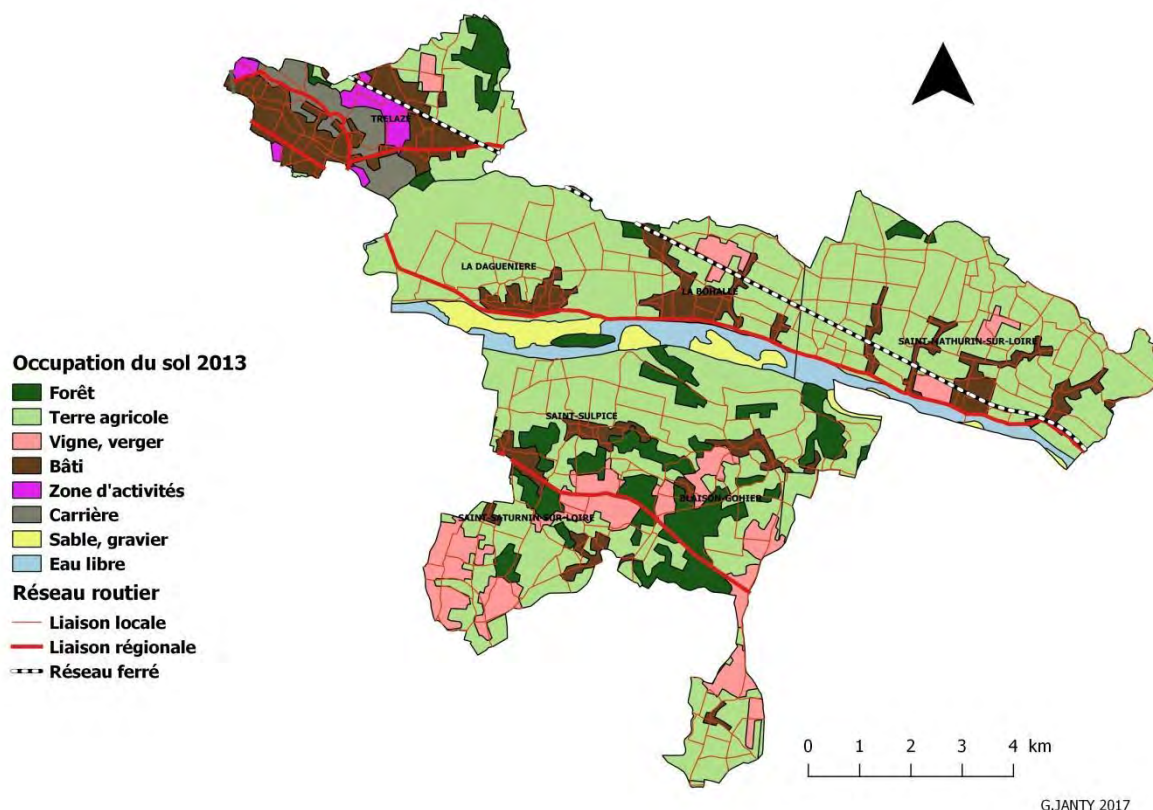 TRELAZE
LA DAGUENIERE
LA BOHALLE
SAINT-MATHURIN-SUR-LOIRE
SAINT-SULPICE
BLAISON-GOHIER
SAINT-SATURNIN-SUR-LOIRE
Occupation du sol 2013
Forêt
Terre agricole
Vigne, verger
Bâti
Zone d'activités
Carrière
Sable, gravier
Eau libre
Réseau routier
Liaison locale
Liaison régionale
Réseau ferré
0 1 2 3 4 km
G.JANTY 2017